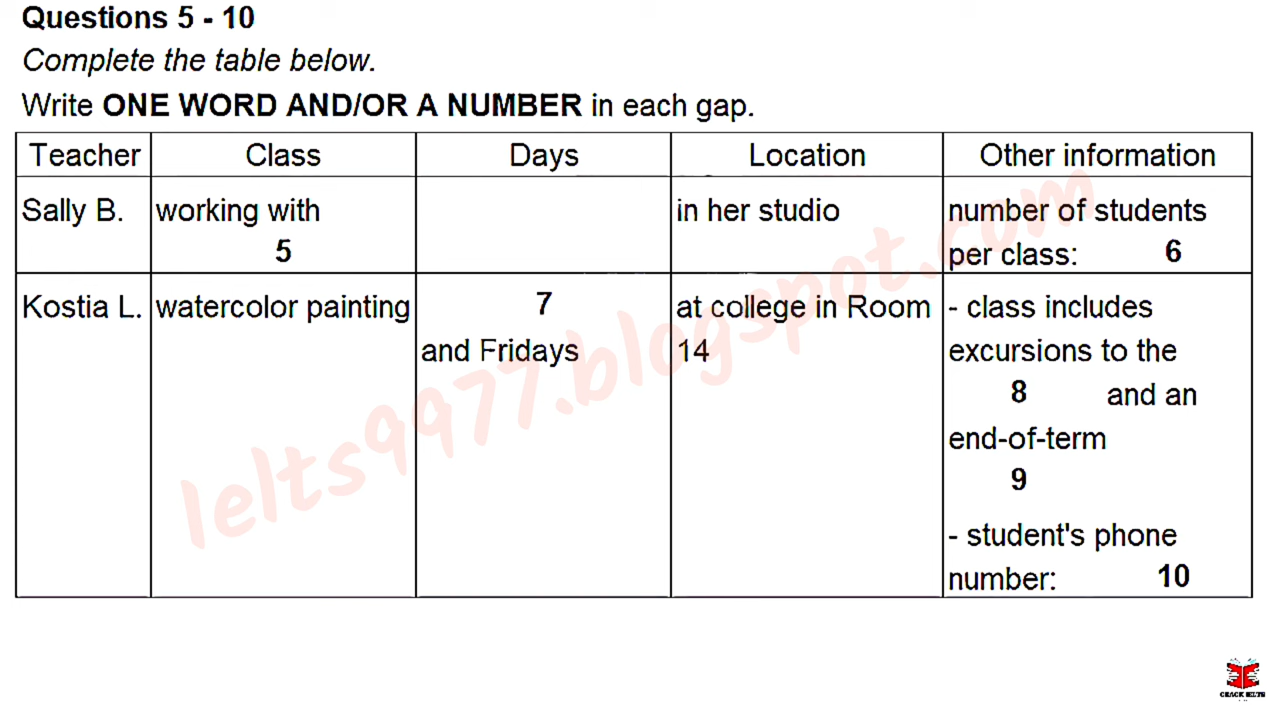 Questions 5 - 10
Complete the table below.
Write ONE WORD AND/OR A NUMBER in each gap.
Teacher Class Days Location Other information
Sally B. working with in her studio number of students
5 per class: 6
Kostia L. watercolor painting 7 at college in Room - class includes
and Fridays 14 excursions to the
8 and an
end-of-term
9
- student's phone
number: 10
Ielts9977.blogspot.com
CRACK IELTS